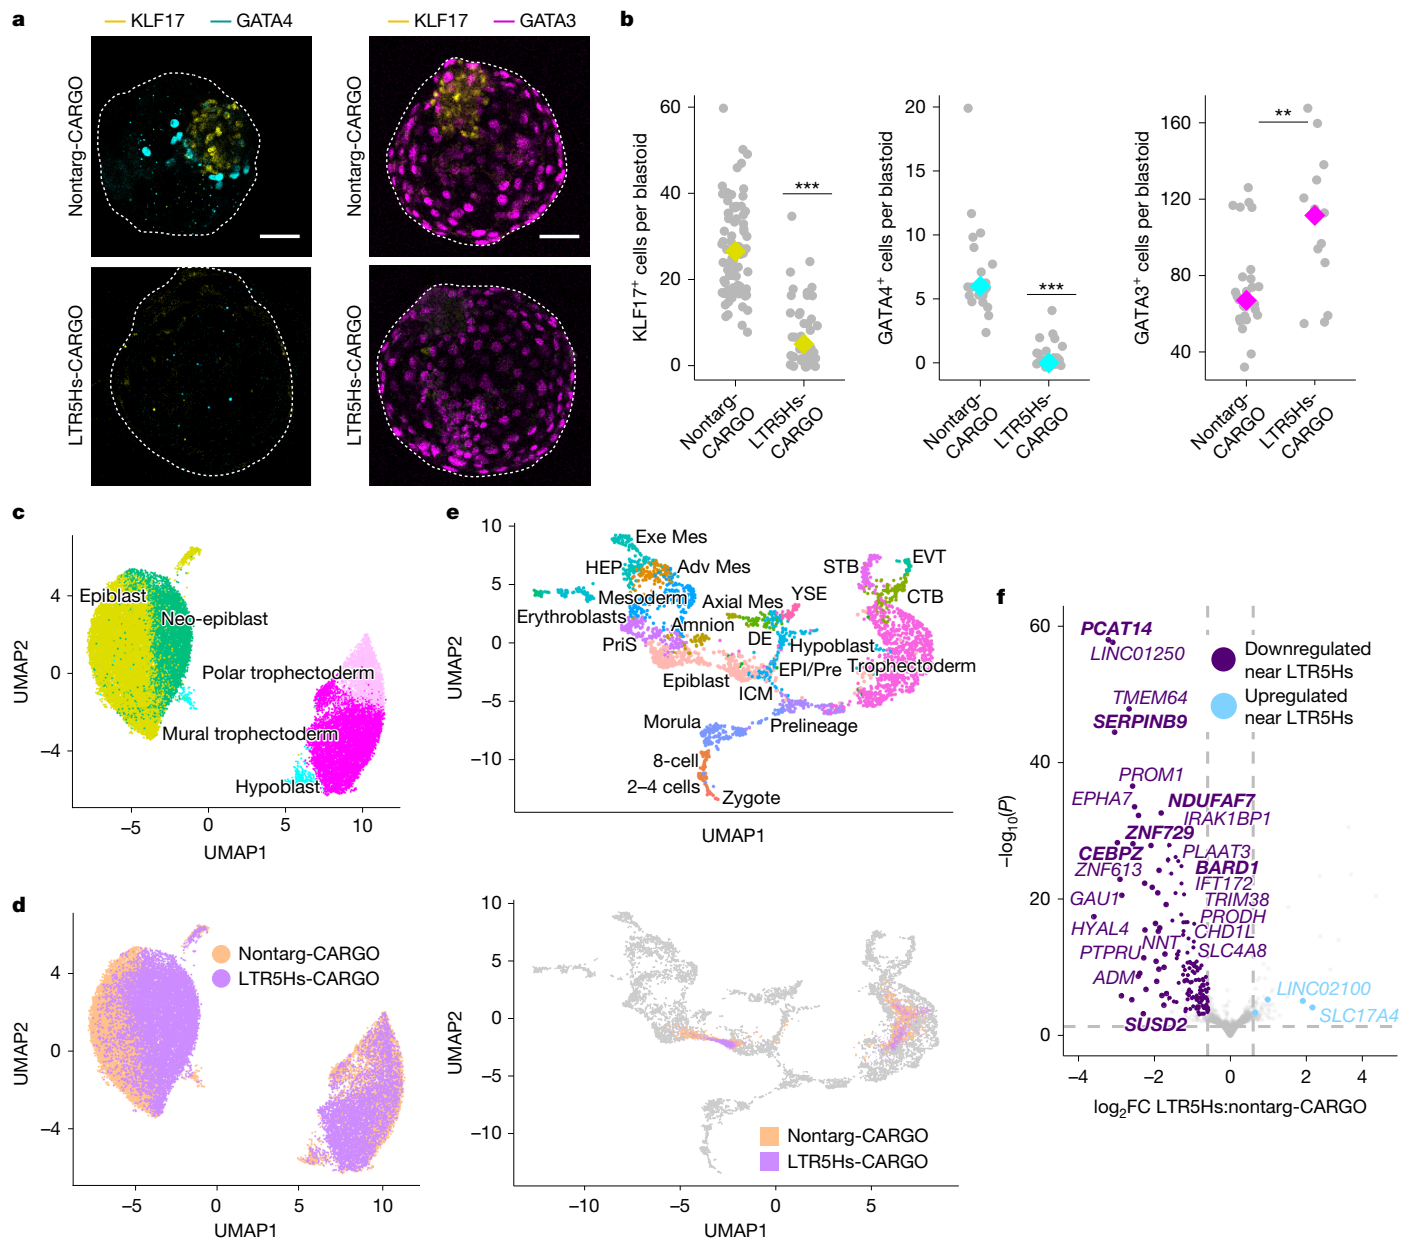 a
KLF17 GATA4
KLF17 GATA3
Nontarg-CARGO
Nontarg-CARGO
LTR5Hs-CARGO
LTR5Hs-CARGO
b
KLF17+ cells per blastoid
60
40
20
0
***
Nontarg-
CARGO
LTR5Hs-
CARGO
GATA4+ cells per blastoid
20
15
10
5
0
***
Nontarg-
CARGO
LTR5Hs-
CARGO
GATA3+ cells per blastoid
160
120
80
40
**
Nontarg-
CARGO
LTR5Hs-
CARGO
c
UMAP2
4
0
−4
Epiblast
Neo-epiblast
Polar trophectoderm
Mural trophectoderm
Hypoblast
−5 0 5 10
UMAP1
d
UMAP2
4
0
−4
Nontarg-CARGO
LTR5Hs-CARGO
−5 0 5 10
UMAP1
e
UMAP2
10
5
0
−5
−10
Exe Mes
HEP
Adv Mes
Mesoderm
Erythroblasts
Axial Mes
YSE
Amnion
PriS
DE
Hypoblast
Epiblast
EPI/Pre
ICM
STB
EVT
CTB
Trophectoderm
Morula
Prelineage
8-cell
2–4 cells
Zygote
UMAP1
UMAP2
10
5
0
−5
−10
Nontarg-CARGO
LTR5Hs-CARGO
−10 −5 0 5
UMAP1
f
−log10(P)
60
40
20
0
Downregulated
near LTR5Hs
Upregulated
near LTR5Hs
PCAT14
LINC01250
TMEM64
SERPINB9
PROM1
EPHA7
NDUFAF7
IRAK1BP1
ZNF729
CEBPZ
PLAAT3
ZNF613
BARD1
IFT172
GAU1
TRIM38
PRODH
HYAL4
CHD1L
NNT
PTPRU
SLC4A8
ADM
SUSD2
LINC02100
SLC17A4
−4 −2 0 2 4
log2FC LTR5Hs:nontarg-CARGO